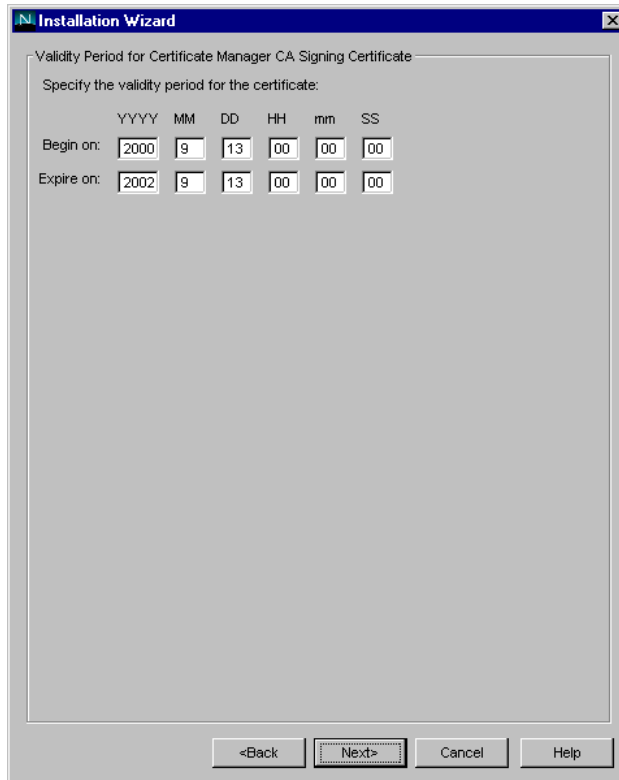 N Installation Wizard
Validity Period for Certificate Manager CA Signing Certificate
Specify the validity period for the certificate:
YYYY MM DD HH mm SS
Begin on: 2000 9 13 00 00 00
Expire on: 2002 9 13 00 00 00
<Back Next> Cancel Help